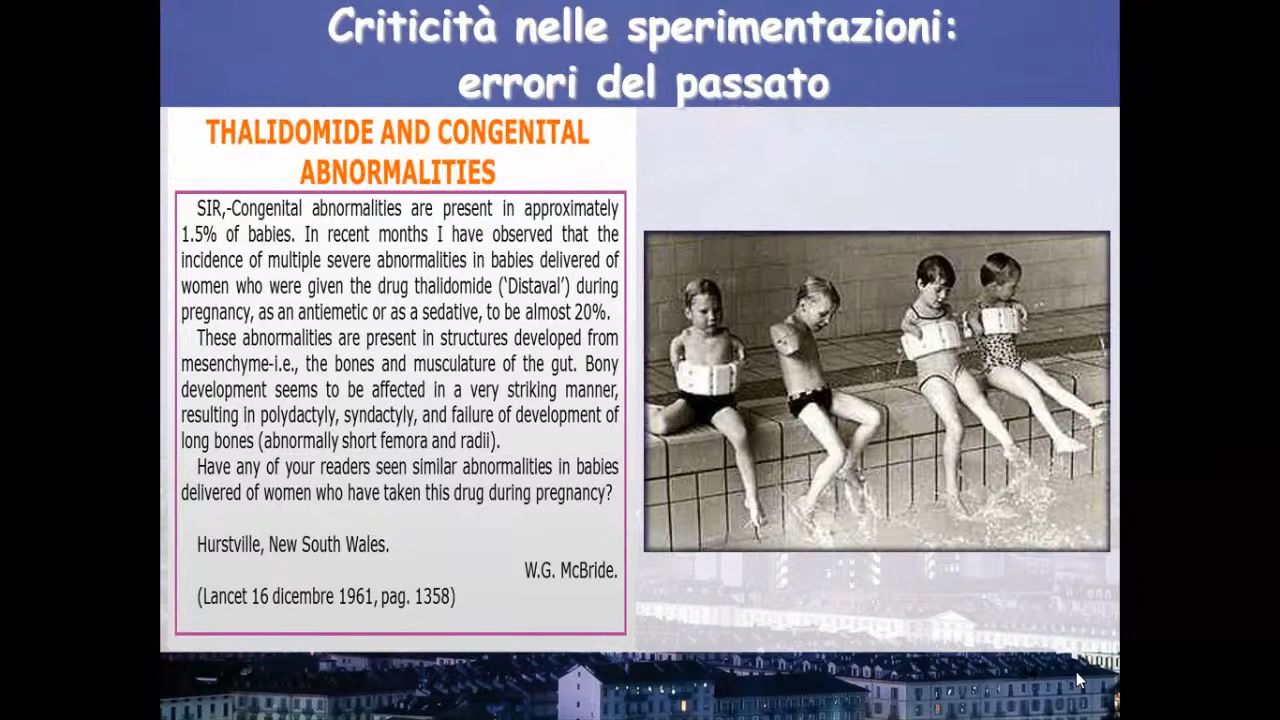 Criticità nelle sperimentazioni:
errori del passato
THALIDOMIDE AND CONGENITAL
ABNORMALITIES
SIR,-Congenital abnormalities are present in approximately
1.5% of babies. In recent months I have observed that the
incidence of multiple severe abnormalities in babies delivered of
women who were given the drug thalidomide (‘Distaval’) during
pregnancy, as an antiemetic or as a sedative, to be almost 20%.
These abnormalities are present in structures developed from
mesenchyme-i.e., the bones and musculature of the gut. Bony
development seems to be affected in a very striking manner,
resulting in polydactyly, syndactyly, and failure of development of
long bones (abnormally short femora and radii).
Have any of your readers seen similar abnormalities in babies
delivered of women who have taken this drug during pregnancy?
Hurstville, New South Wales.
W.G. McBride.
(Lancet 16 dicembre 1961, pag. 1358)